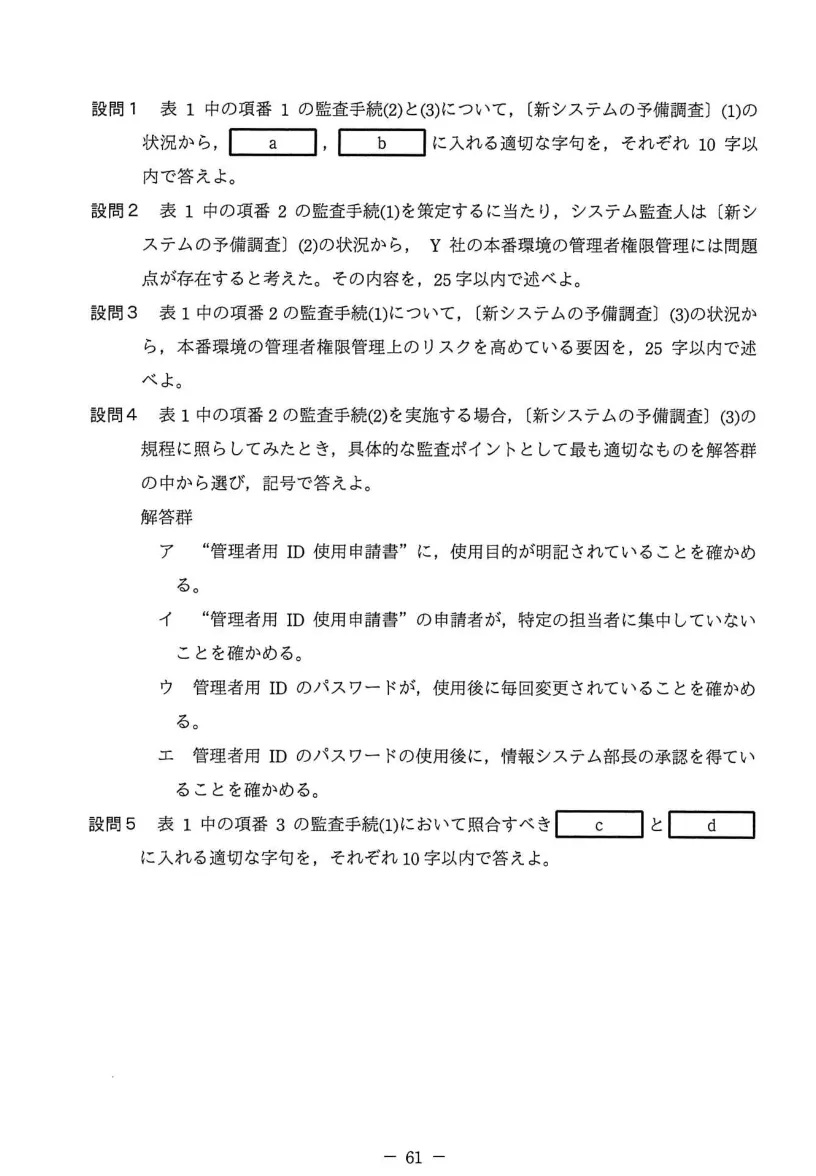 設問1　表 1 中の項番 1 の監査手続(2)と(3)について，〔新システムの予備調査〕(1)の
状況から， a ， b に入れる適切な字句を，それぞれ 10 字以
内で答えよ。
設問2　表 1 中の項番 2 の監査手続(1)を策定するに当たり，システム監査人は〔新シ
ステムの予備調査〕(2)の状況から， Y 社の本番環境の管理者権限管理には問題
点が存在すると考えた。その内容を，25 字以内で述べよ。
設問3　表 1 中の項番 2 の監査手続(1)について，〔新システムの予備調査〕(3)の状況か
ら，本番環境の管理者権限管理上のリスクを高めている要因を，25 字以内で述
べよ。
設問4　表 1 中の項番 2 の監査手続(2)を実施する場合，〔新システムの予備調査〕(3)の
規程に照らしてみたとき，具体的な監査ポイントとして最も適切なものを解答群
の中から選び，記号で答えよ。
解答群
ア　“管理者用 ID 使用申請書”に，使用目的が明記されていることを確かめ
る。
イ　“管理者用 ID 使用申請書”の申請者が，特定の担当者に集中していない
ことを確かめる。
ウ　管理者用 ID のパスワードが，使用後に毎回変更されていることを確かめ
る。
エ　管理者用 ID のパスワードの使用後に，情報システム部長の承認を得てい
ることを確かめる。
設問5　表 1 中の項番 3 の監査手続(1)において照合すべき c と d
に入れる適切な字句を，それぞれ 10 字以内で答えよ。
－ 61 －